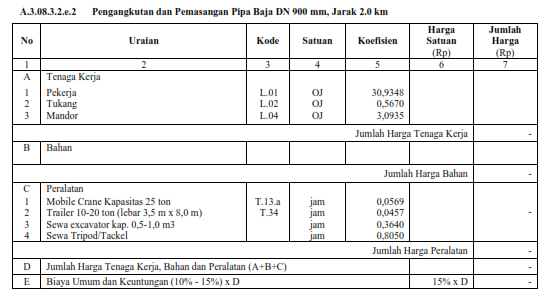 A.3.08.3.2.e.2 Pengangkutan dan Pemasangan Pipa Baja DN 900 mm, Jarak 2.0 km
No Uraian Kode Satuan Koefisien Harga Satuan (Rp) Jumlah Harga (Rp)
1 2 3 4 5 6 7
A Tenaga Kerja
1 Pekerja L.01 OJ 30,9348
2 Tukang L.02 OJ 0,5670
3 Mandor L.04 OJ 3,0935
Jumlah Harga Tenaga Kerja -
B Bahan
Jumlah Harga Bahan -
C Peralatan
1 Mobile Crane Kapasitas 25 ton T.13.a jam 0,0569
2 Trailer 10-20 ton (lebar 3,5 m x 8,0 m) T.34 jam 0,0457 -
3 Sewa excavator kap. 0,5-1,0 m3 jam 0,3640
4 Sewa Tripod/Tackel jam 0,8050
Jumlah Harga Peralatan -
D Jumlah Harga Tenaga Kerja, Bahan dan Peralatan (A+B+C) -
E Biaya Umum dan Keuntungan (10% - 15%) x D 15% x D -